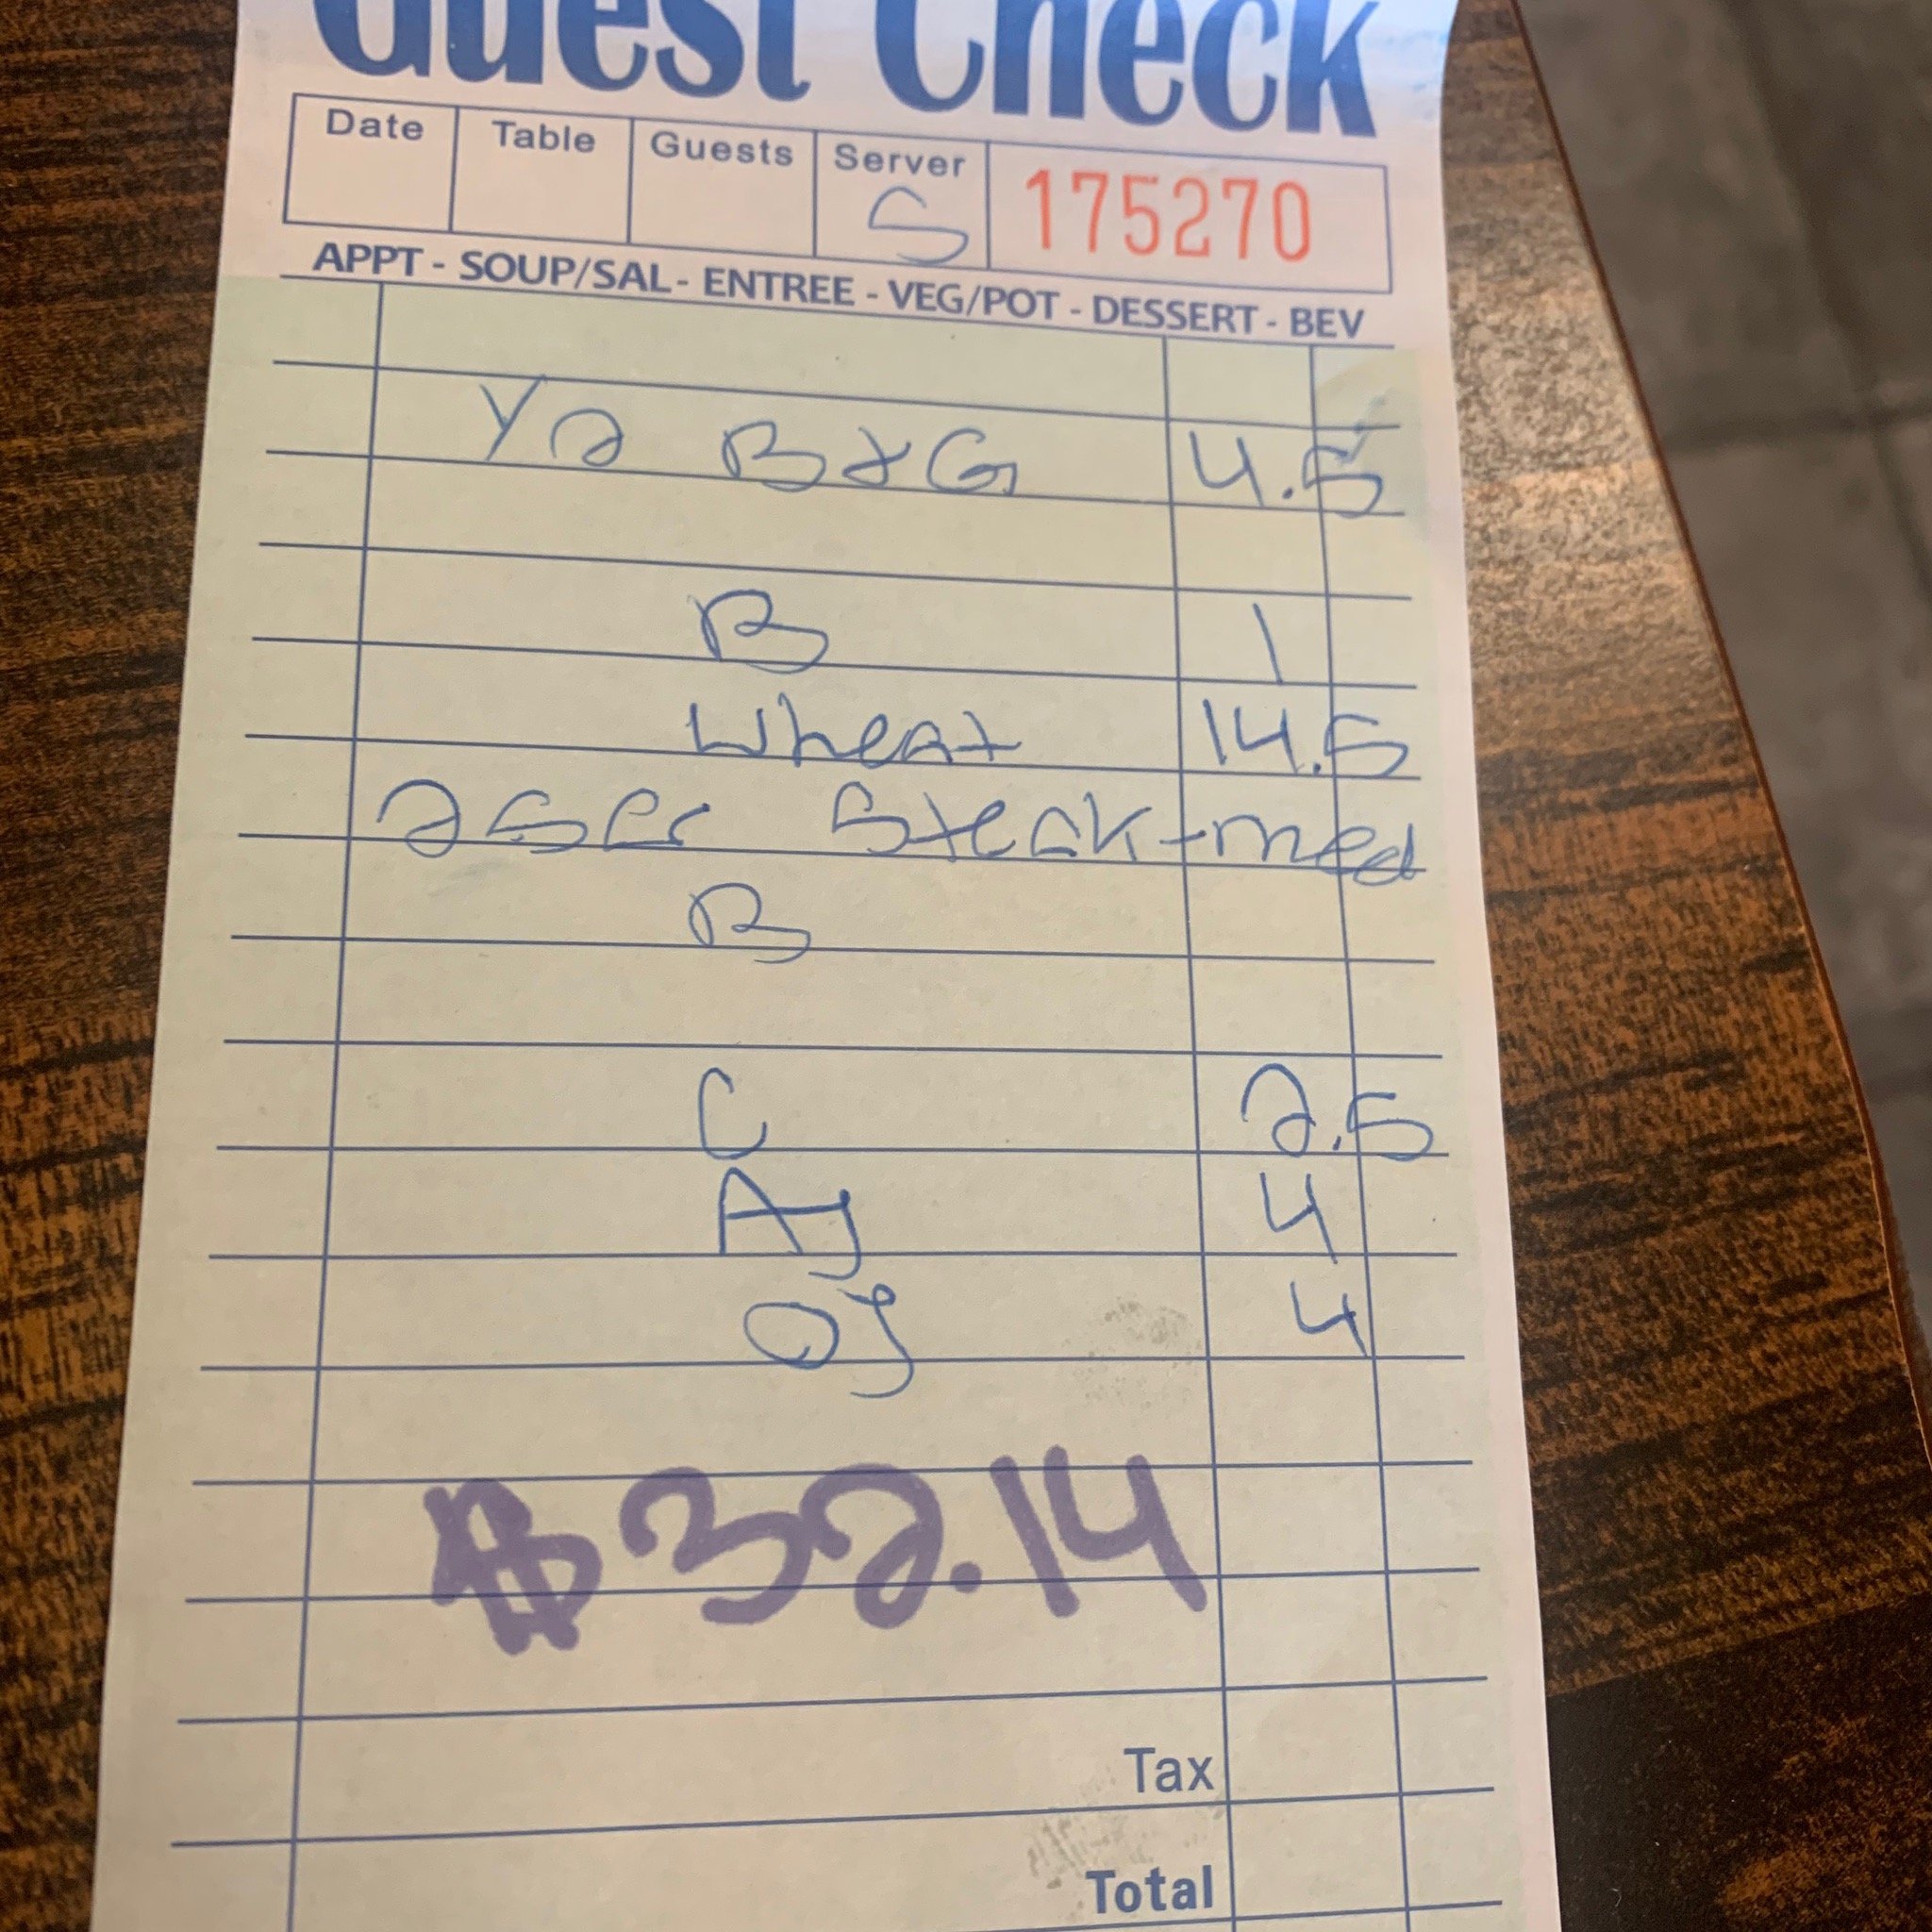 Guest Check
Date Table Guests Server 175270
S
APPT - SOUP/SAL - ENTREE - VEG/POT - DESSERT - BEV
1/2 B+G 4.5
B 1
Wheat 14.5
2 Steak-med
B
C 2.5
AJ 4
OJ 4
$32.14
Tax
Total